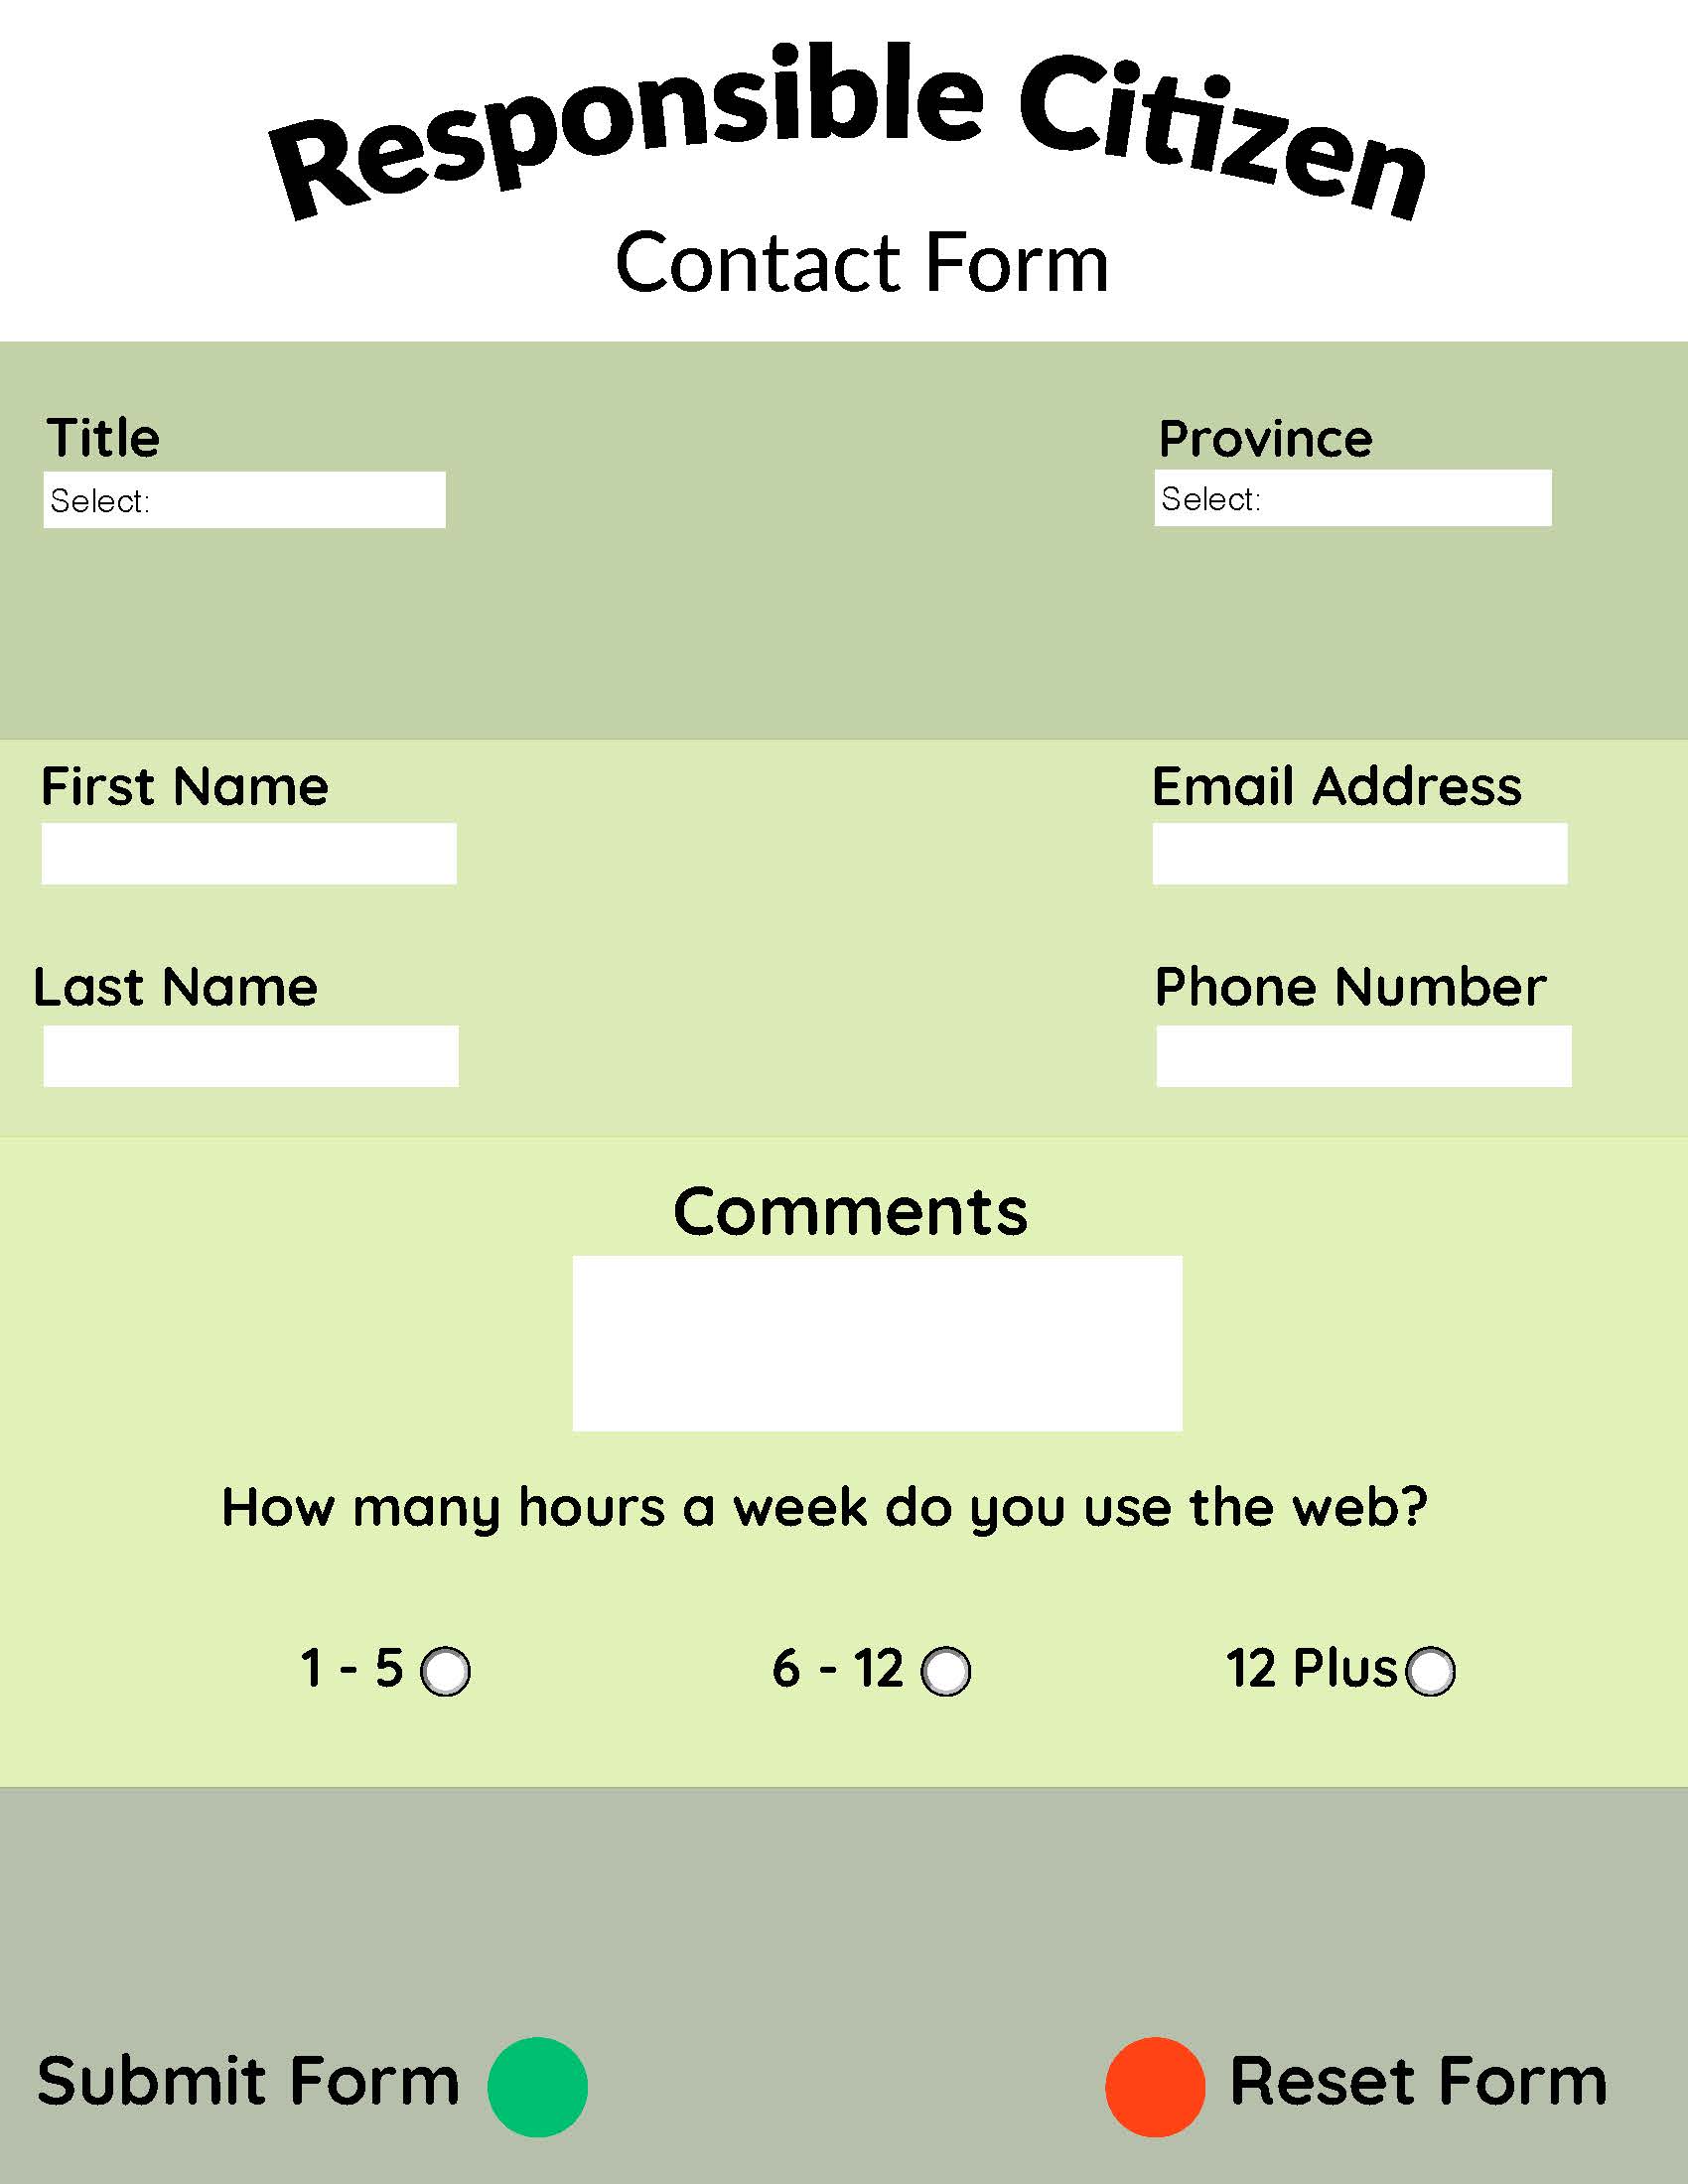 Responsible Citizen
Contact Form
Title
Select:
Province
Select:
First Name
Email Address
Last Name
Phone Number
Comments
How many hours a week do you use the web?
1 - 5
6 - 12
12 Plus
Submit Form
Reset Form